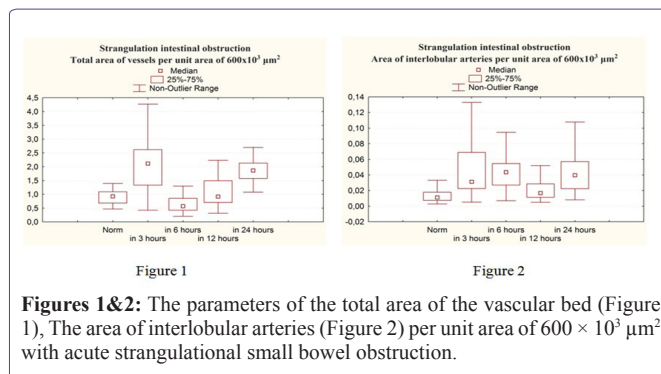 Strangulation intestinal obstruction
Total area of vessels per unit area of 600x10³ µm²
Median
25%-75%
Non-Outlier Range
4,5
4,0
3,5
3,0
2,5
2,0
1,5
1,0
0,5
0,0
Norm in 6 hours in 24 hours
in 3 hours in 12 hours
Figure 1
Strangulation intestinal obstruction
Area of interlobular arteries per unit area of 600x10³ µm²
Median
25%-75%
Non-Outlier Range
0,14
0,12
0,10
0,08
0,06
0,04
0,02
0,00
-0,02
Norm in 6 hours in 24 hours
in 3 hours in 12 hours
Figure 2
Figures 1&2: The parameters of the total area of the vascular bed (Figure
1), The area of interlobular arteries (Figure 2) per unit area of 600 × 10³ µm²
with acute strangulational small bowel obstruction.